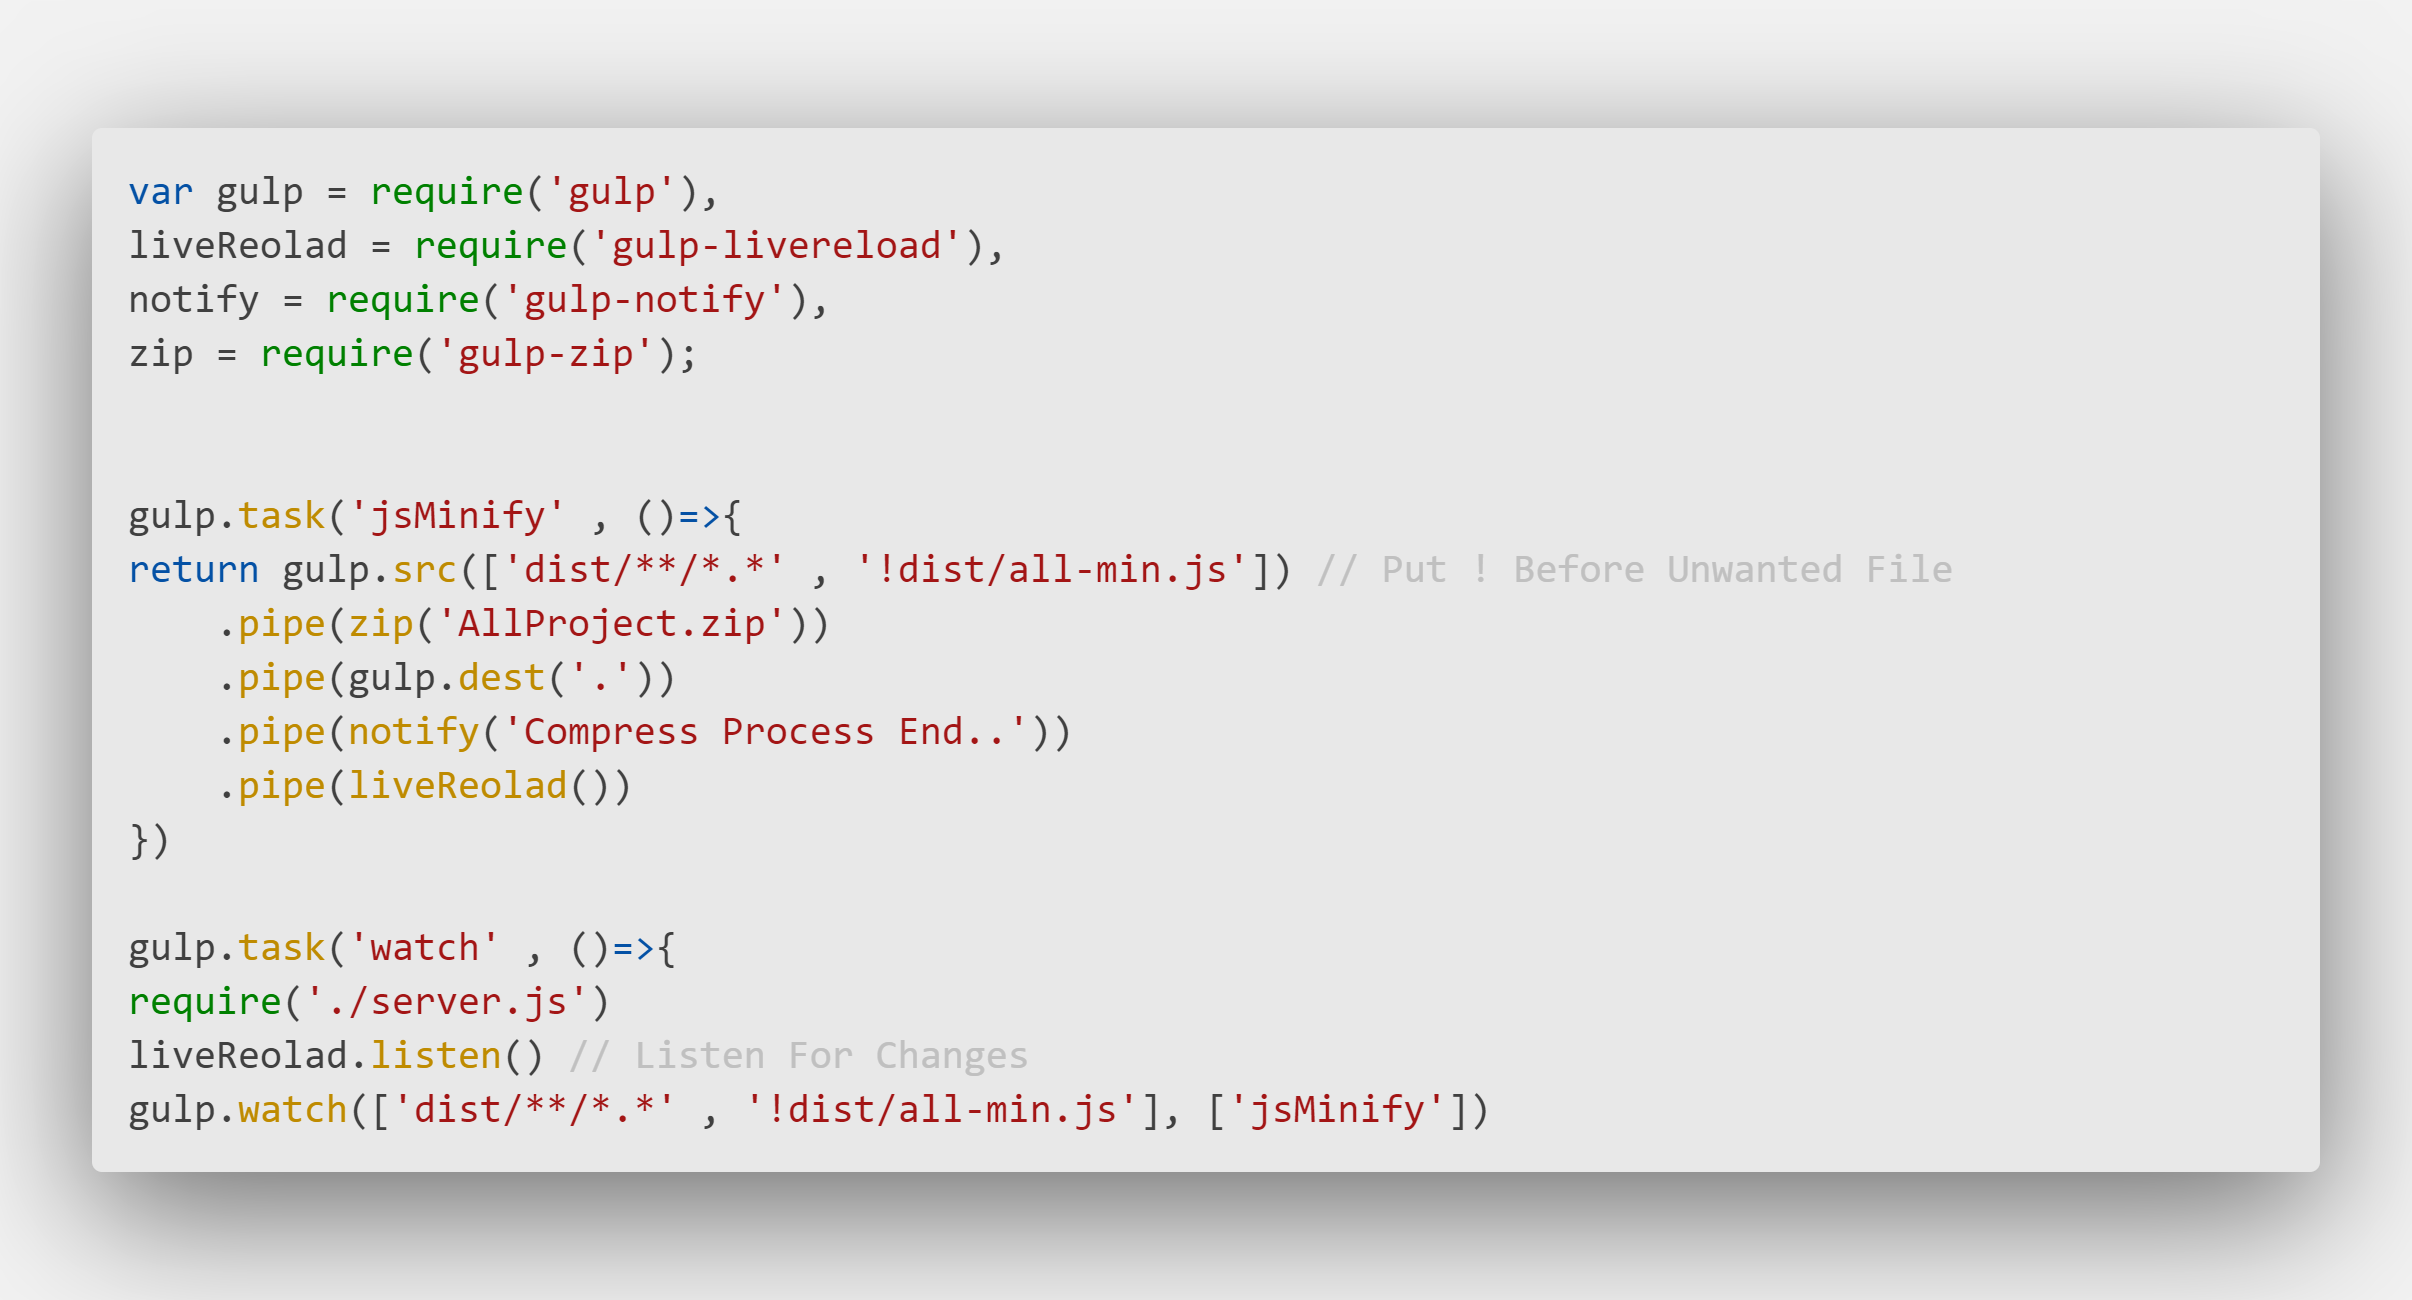 var gulp = require('gulp'),
liveReolad = require('gulp-livereload'),
notify = require('gulp-notify'),
zip = require('gulp-zip');
gulp.task('jsMinify' , ()=>{
return gulp.src(['dist/**/*.*' , '!dist/all-min.js']) // Put ! Before Unwanted File
    .pipe(zip('AllProject.zip'))
    .pipe(gulp.dest('.'))
    .pipe(notify('Compress Process End..'))
    .pipe(liveReolad())
})
gulp.task('watch' , ()=>{
require('./server.js')
liveReolad.listen() // Listen For Changes
gulp.watch(['dist/**/*.*' , '!dist/all-min.js'], ['jsMinify'])